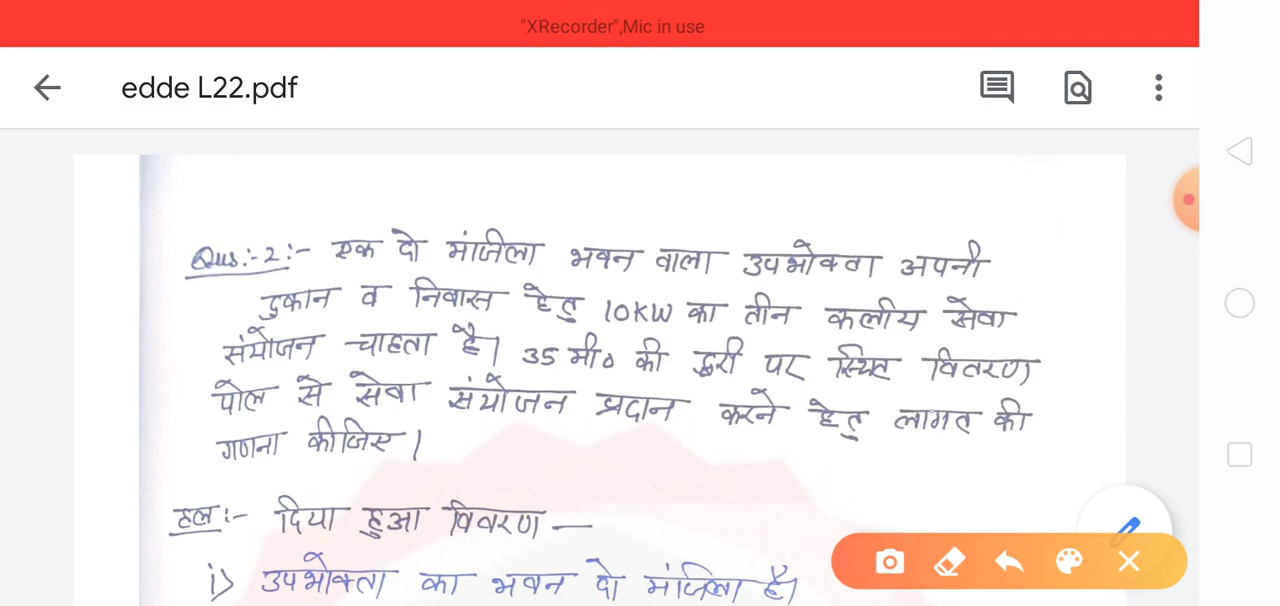 "XRecorder",Mic in use
edde L22.pdf
Qus:-2:- एक दो मंजिला भवन वाला उपभोक्ता अपनी
दुकान व निवास हेतु 10KW का तीन कलीय सेवा
संयोजन चाहता है। 35 मी० की दूरी पर स्थित वितरण
पोल से सेवा संयोजन प्रदान करने हेतु लागत की
गणना कीजिए।
हल:- दिया हुआ विवरण —
i> उपभोक्ता का भवन दो मंजिला है।